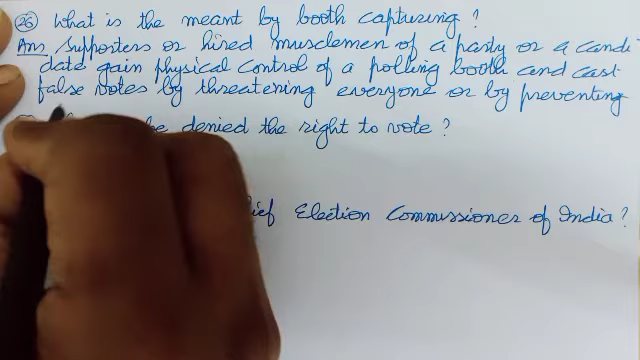 26 What is the meant by booth capturing ?
Ans Supporters or hired musclemen of a party or a candi-
date gain physical control of a polling booth and cast
false votes by threatening everyone or by preventing
be denied the right to vote ?
Election Commissioner of India ?